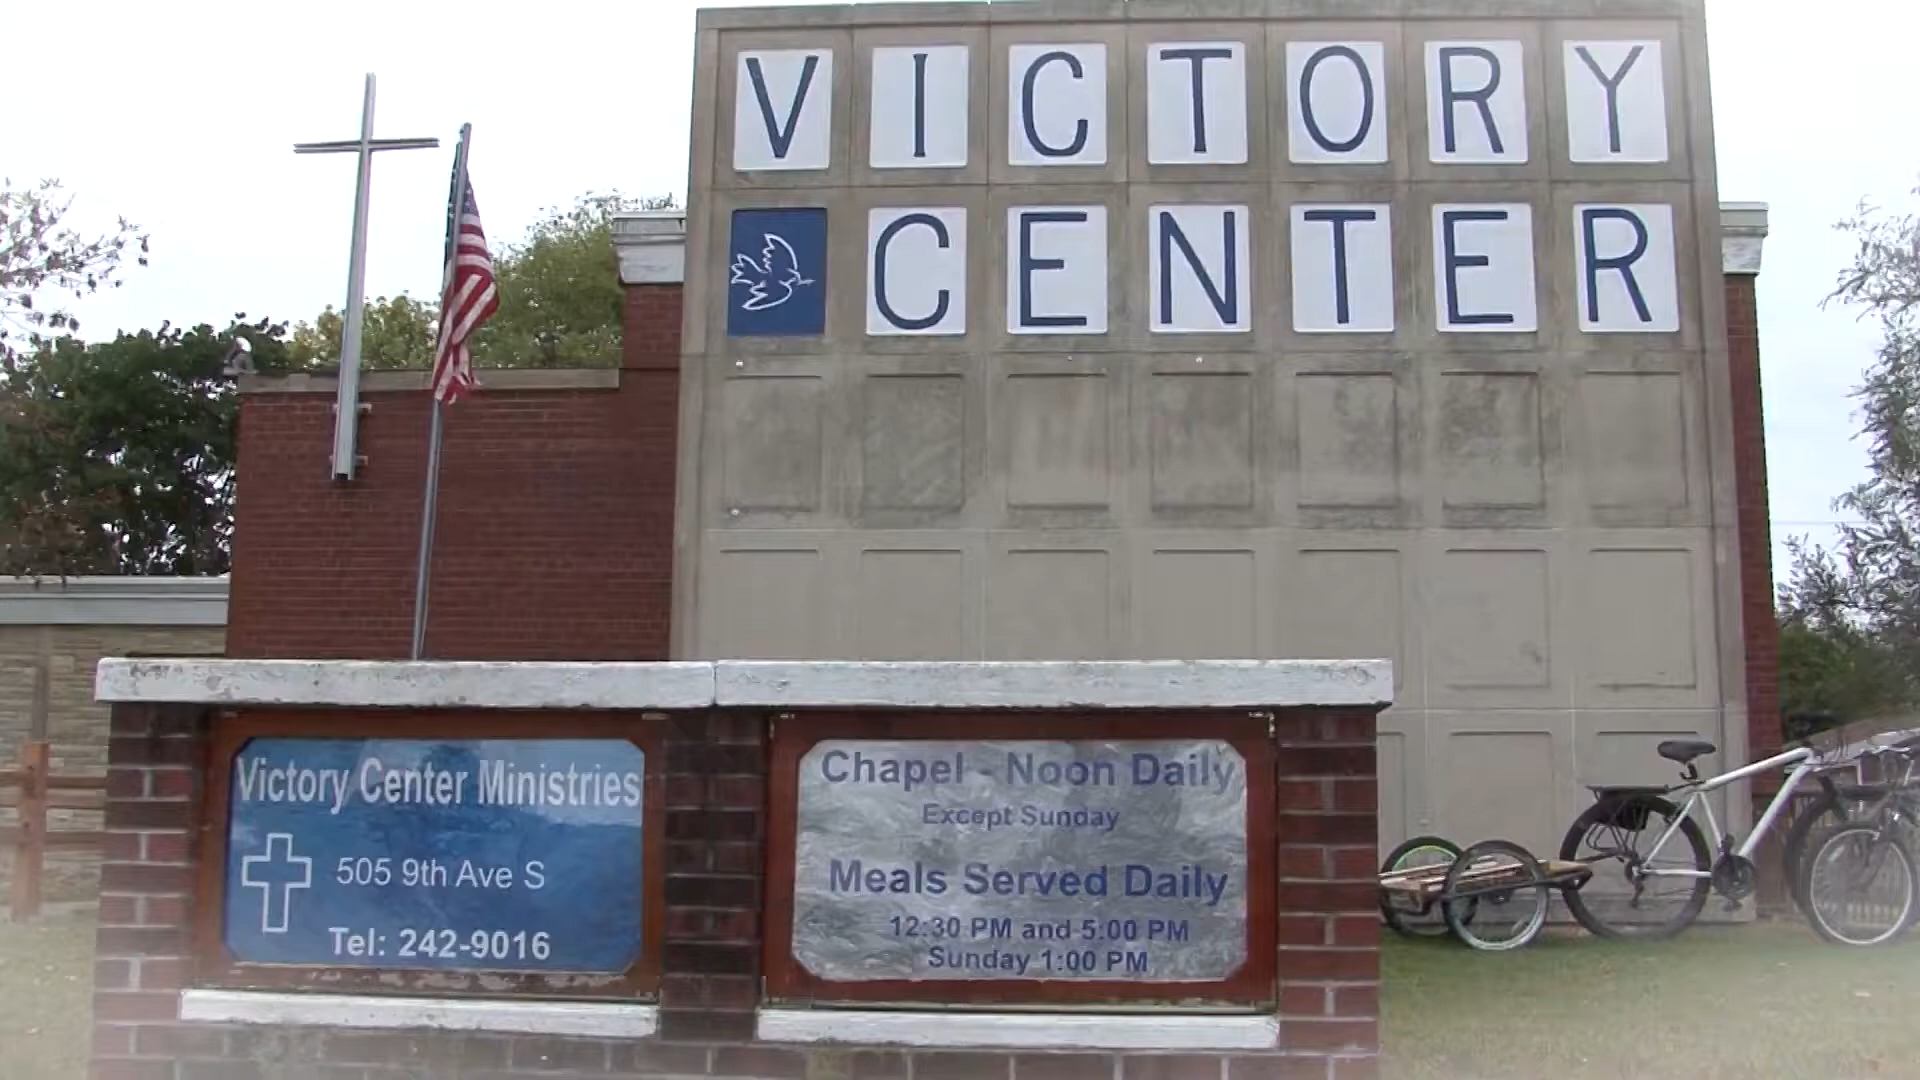 VICTORY
CENTER
Victory Center Ministries
505 9th Ave S
Tel: 242-9016
Chapel - Noon Daily
Except Sunday
Meals Served Daily
12:30 PM and 5:00 PM
Sunday 1:00 PM